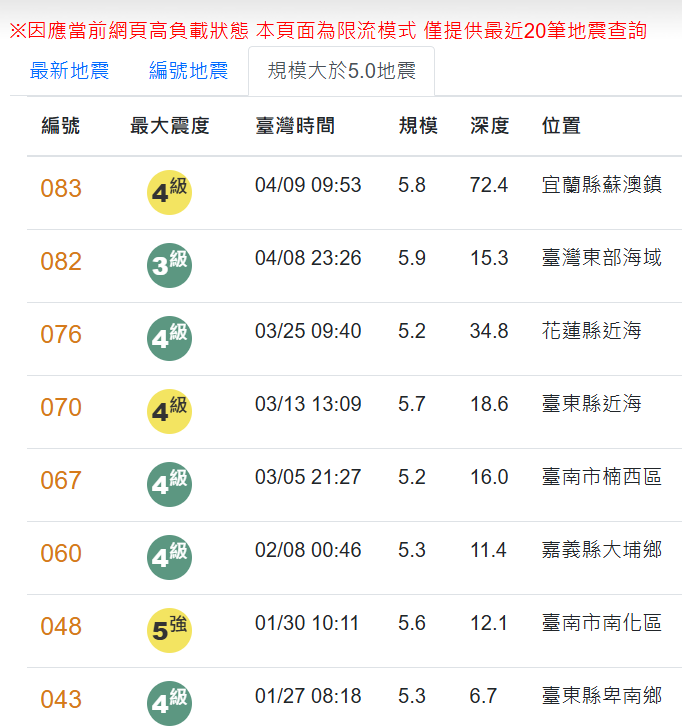 ※因應當前網頁高負載狀態 本頁面為限流模式 僅提供最近20筆地震查詢
最新地震 編號地震 規模大於5.0地震
編號 最大震度 臺灣時間 規模 深度 位置
083 4級 04/09 09:53 5.8 72.4 宜蘭縣蘇澳鎮
082 3級 04/08 23:26 5.9 15.3 臺灣東部海域
076 4級 03/25 09:40 5.2 34.8 花蓮縣近海
070 4級 03/13 13:09 5.7 18.6 臺東縣近海
067 4級 03/05 21:27 5.2 16.0 臺南市楠西區
060 4級 02/08 00:46 5.3 11.4 嘉義縣大埔鄉
048 5強 01/30 10:11 5.6 12.1 臺南市南化區
043 4級 01/27 08:18 5.3 6.7 臺東縣卑南鄉